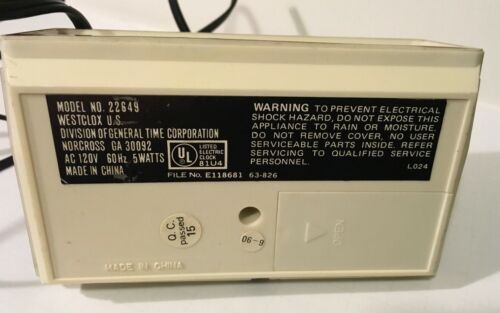 MODEL NO. 22649
WESTCLOX U.S.
DIVISION OF GENERAL TIME CORPORATION
NORCROSS GA 30092
AC 120V 60Hz 5WATTS
MADE IN CHINA
UL
LISTED
ELECTRIC
CLOCK
81U4
FILE No. E118681 63-826
WARNING TO PREVENT ELECTRICAL
SHOCK HAZARD, DO NOT EXPOSE THIS
APPLIANCE TO RAIN OR MOISTURE.
DO NOT REMOVE COVER, NO USER
SERVICEABLE PARTS INSIDE. REFER
SERVICING TO QUALIFIED SERVICE
PERSONNEL.
L024
Q.C.
passed
15
06-9
OPEN
MADE IN CHINA